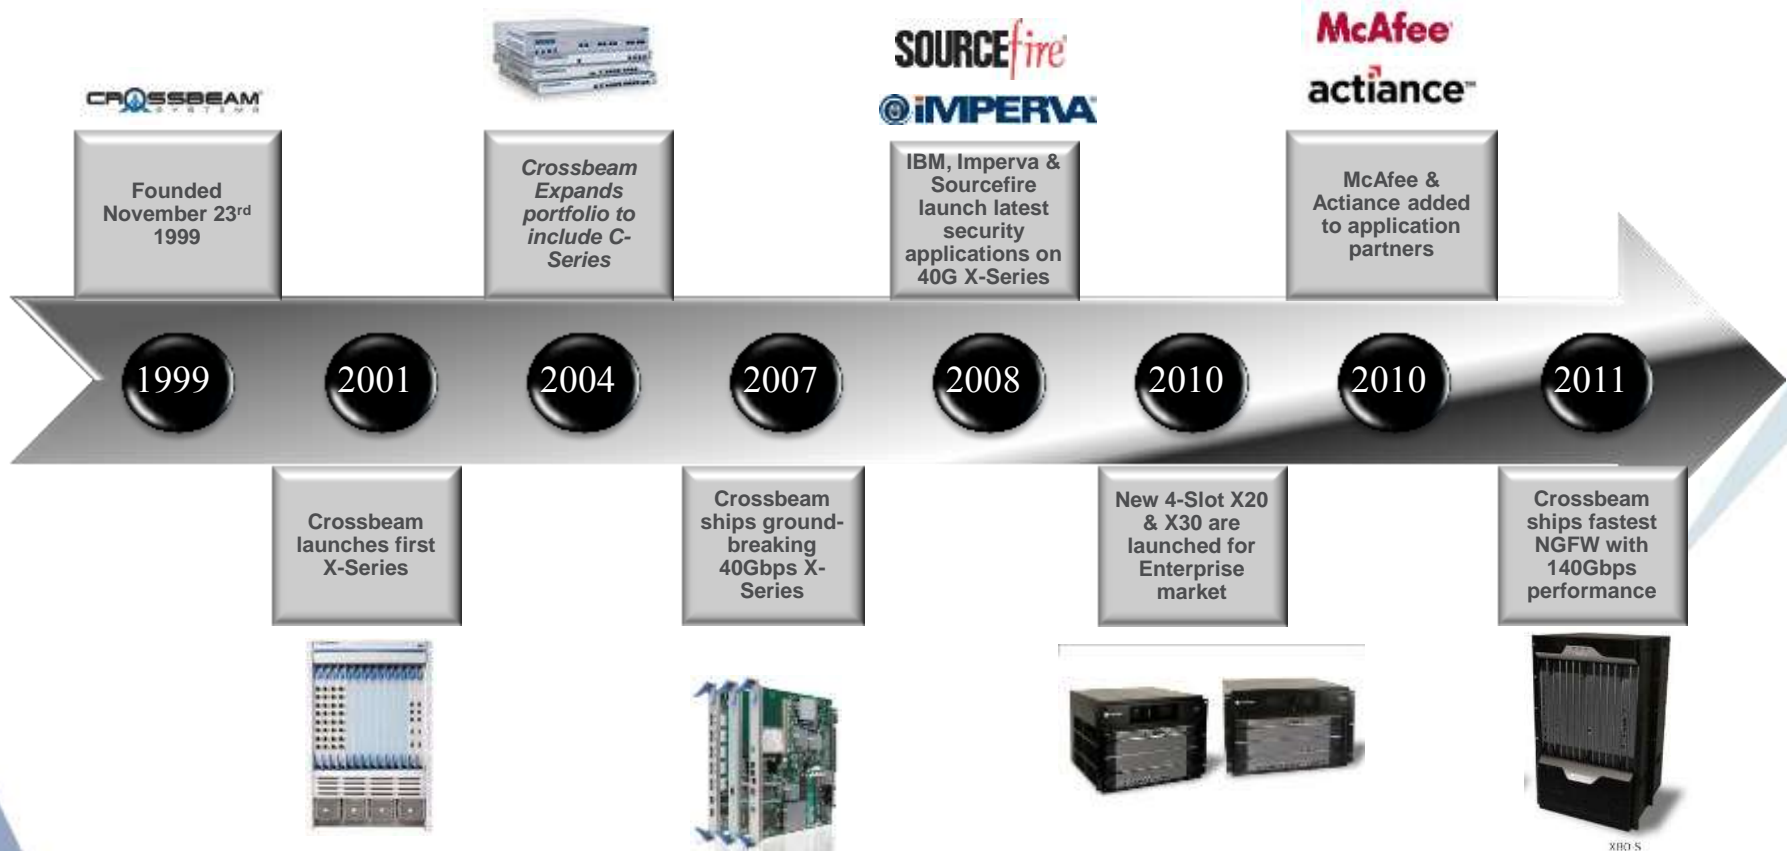 CROSSBEAM
SYSTEMS
SOURCEfire
iMPERVA
McAfee
actiance™
Founded
November 23rd
1999
Crossbeam
Expands
portfolio to
include C-
Series
IBM, Imperva &
Sourcefire
launch latest
security
applications on
40G X-Series
McAfee &
Actiance added
to application
partners
1999
2001
2004
2007
2008
2010
2010
2011
Crossbeam
launches first
X-Series
Crossbeam
ships ground-
breaking
40Gbps X-
Series
New 4-Slot X20
& X30 are
launched for
Enterprise
market
Crossbeam
ships fastest
NGFW with
140Gbps
performance
X80-S